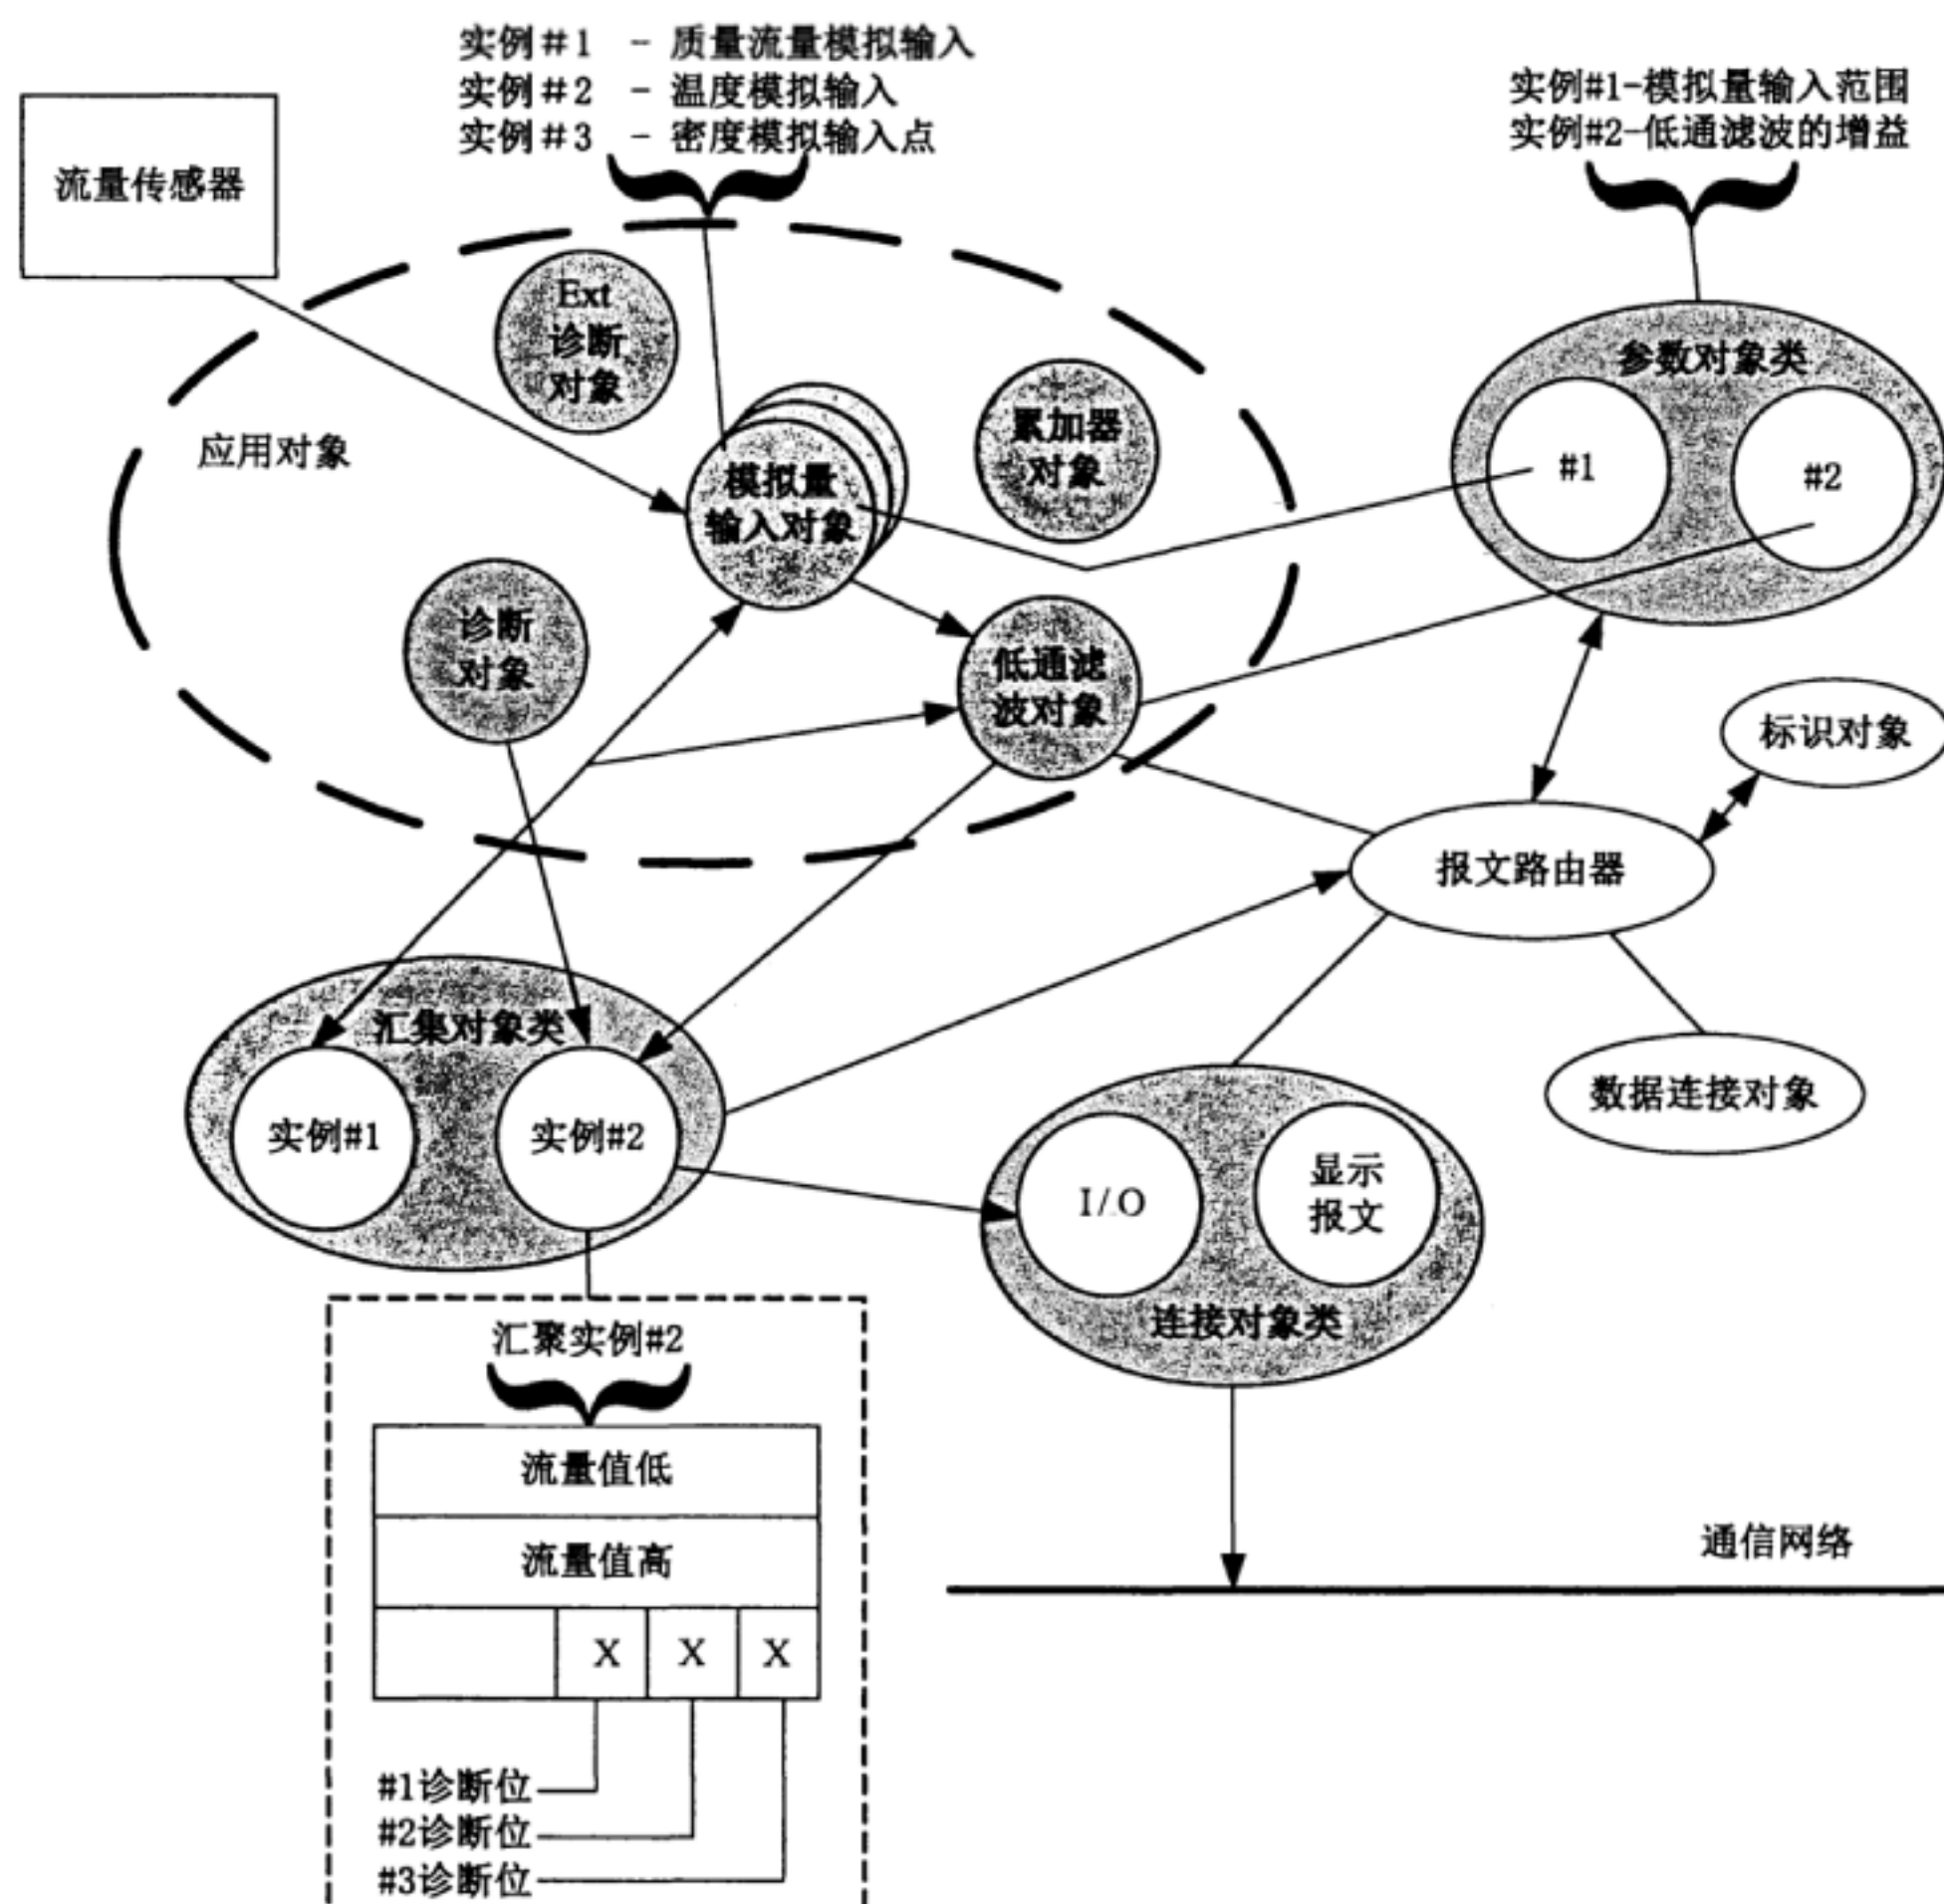 实例#1 - 质量流量模拟输入
实例#2 - 温度模拟输入
实例#3 - 密度模拟输入点
实例#1-模拟量输入范围
实例#2-低通滤波的增益
流量传感器
Ext
诊断
对象
应用对象
模拟量
输入对象
累加器
对象
参数对象类
#1
#2
诊断
对象
低通滤
波对象
标识对象
报文路由器
汇集对象类
实例#1
实例#2
数据连接对象
I/O
显示
报文
连接对象类
汇聚实例#2
流量值低
流量值高
X
X
X
通信网络
#1诊断位
#2诊断位
#3诊断位